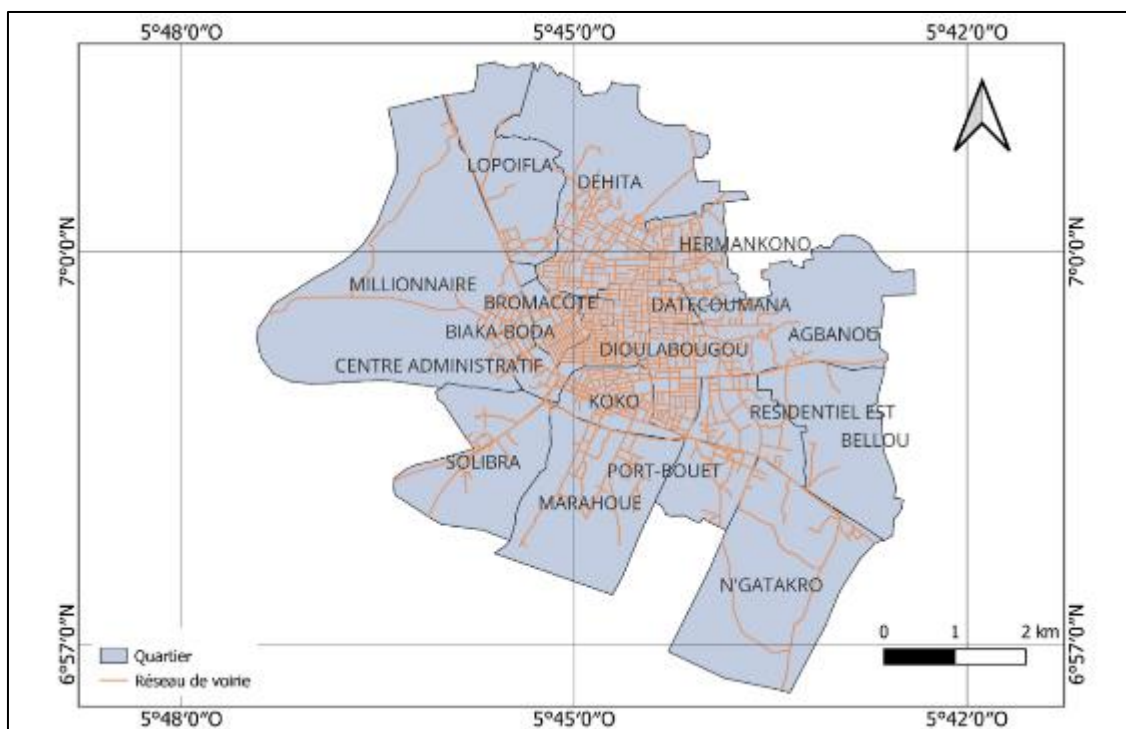 5°48'0"O 5°45'0"O 5°42'0"O
LOPOIFLA
DEHITA
HERMANKONO
7°0'0"N 7°0'0"N
MILLIONNAIRE
BROMACOTE
DATECOUMANA
BIAKA-BODA
AGBANOU
DIOULABOUGOU
CENTRE ADMINISTRATIF
KOKO
RESIDENTIEL EST
BELLOU
SOLIBRA
PORT-BOUET
MARAHOUE
N'GATAKRO
0 1 2 km
6°57'0"N 6°57'0"N
Quartier
Réseau de voirie
5°48'0"O 5°45'0"O 5°42'0"O